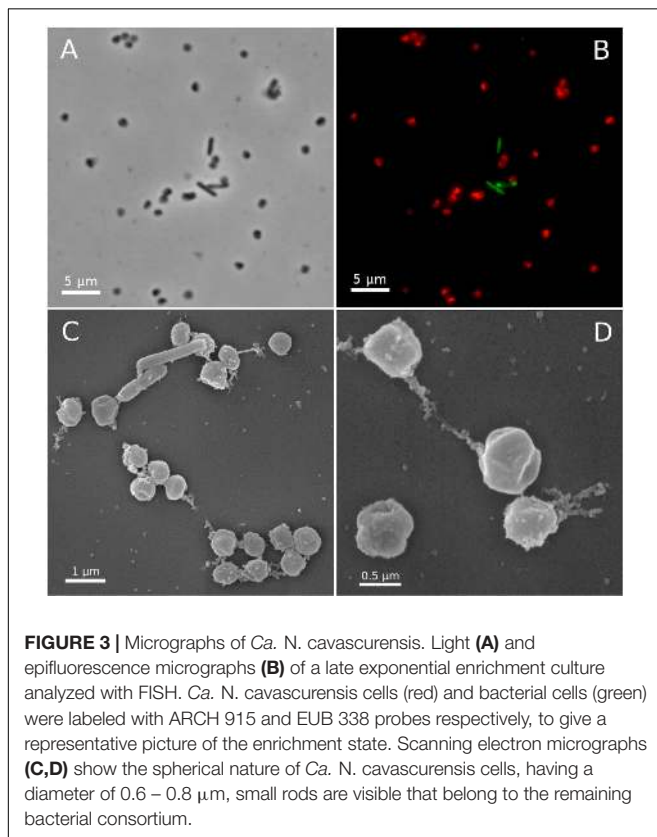 A
B
5 μm
5 μm
C
D
1 μm
0.5 μm
FIGURE 3 | Micrographs of Ca. N. cavascurensis. Light (A) and
epifluorescence micrographs (B) of a late exponential enrichment culture
analyzed with FISH. Ca. N. cavascurensis cells (red) and bacterial cells (green)
were labeled with ARCH 915 and EUB 338 probes respectively, to give a
representative picture of the enrichment state. Scanning electron micrographs
(C,D) show the spherical nature of Ca. N. cavascurensis cells, having a
diameter of 0.6 – 0.8 μm, small rods are visible that belong to the remaining
bacterial consortium.